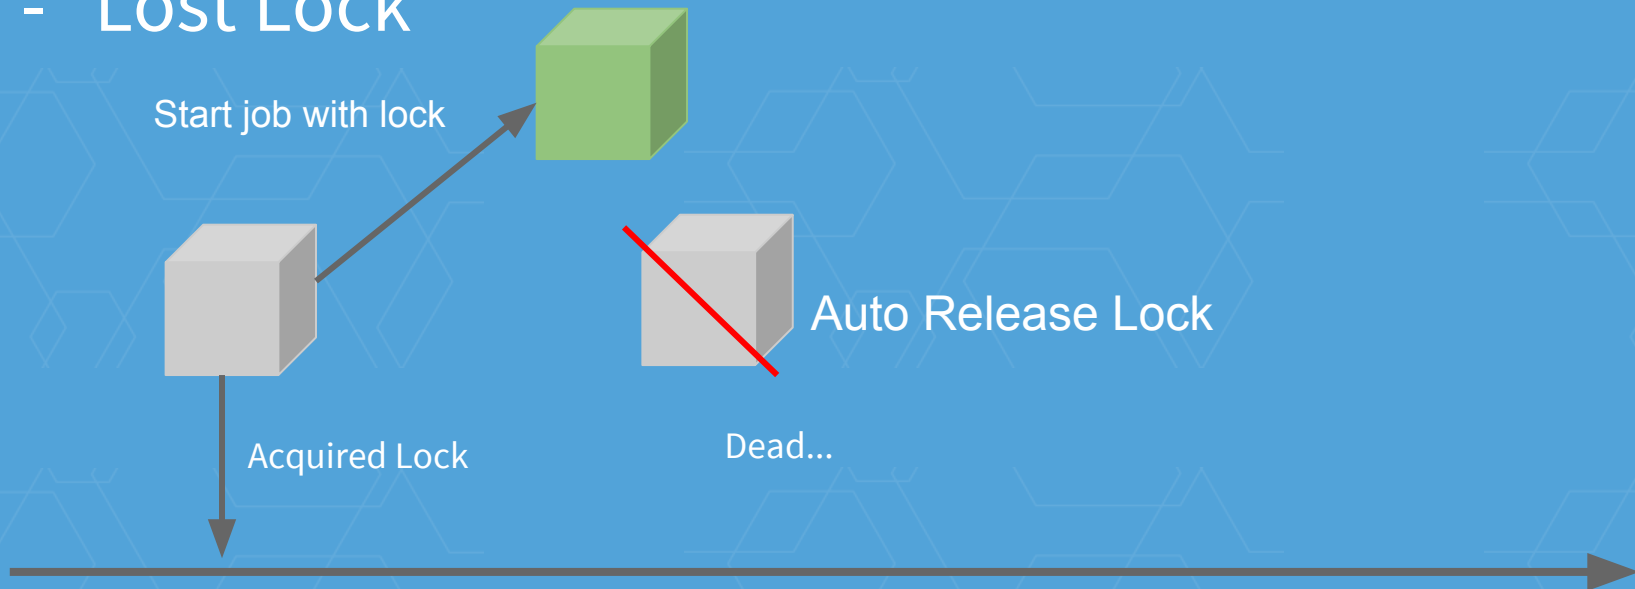 - Lost Lock
Start job with lock
Auto Release Lock
Acquired Lock
Dead...